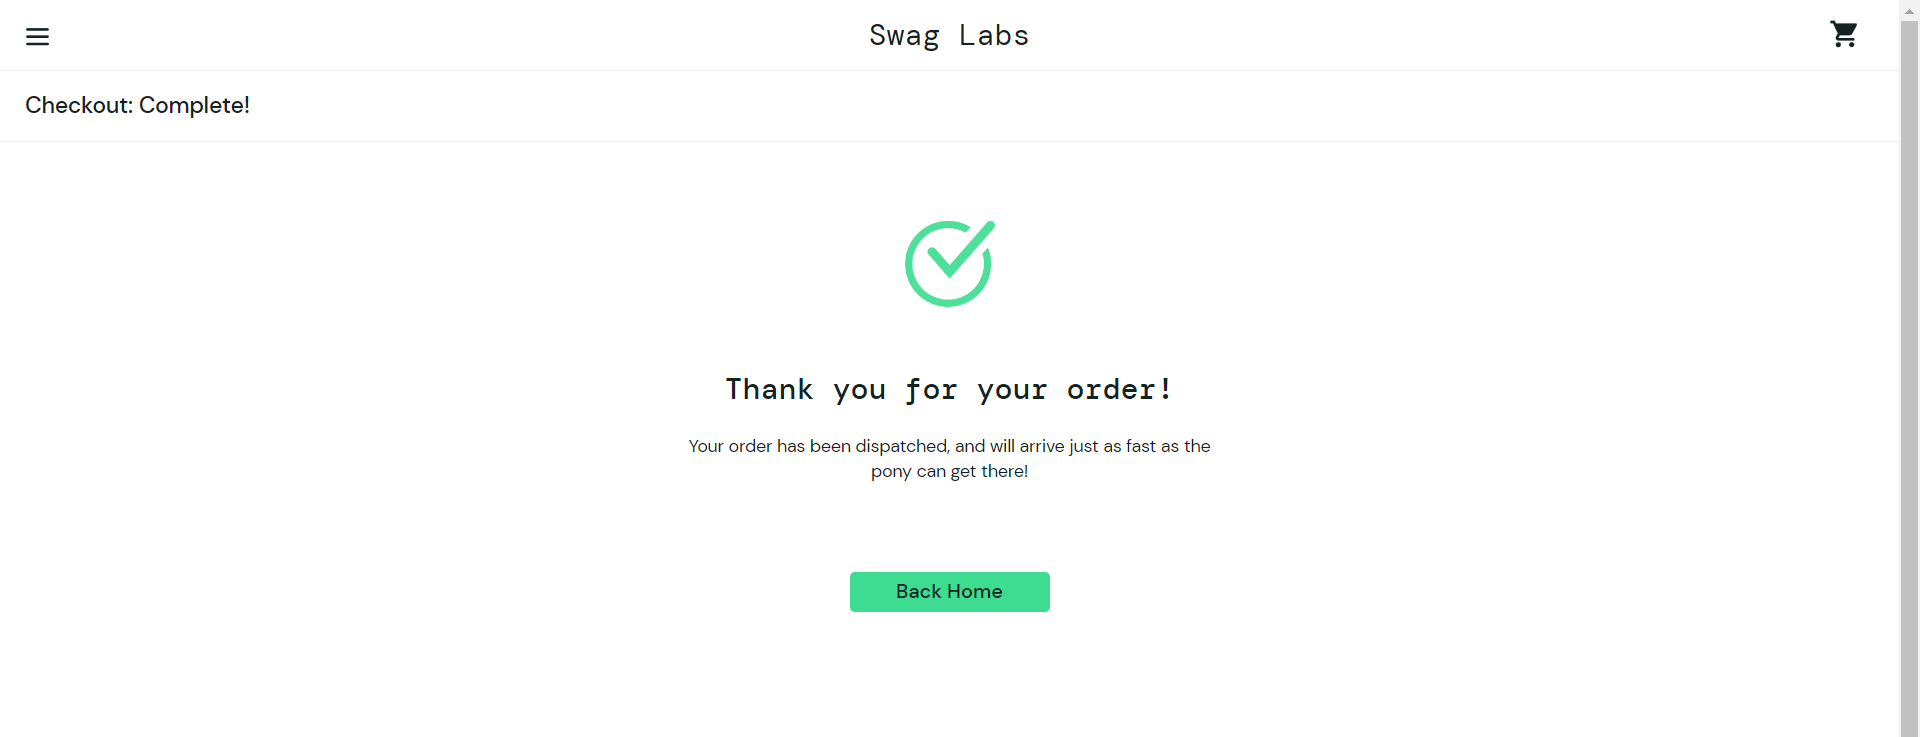 Swag Labs
Checkout: Complete!
Thank you for your order!
Your order has been dispatched, and will arrive just as fast as the
pony can get there!
Back Home